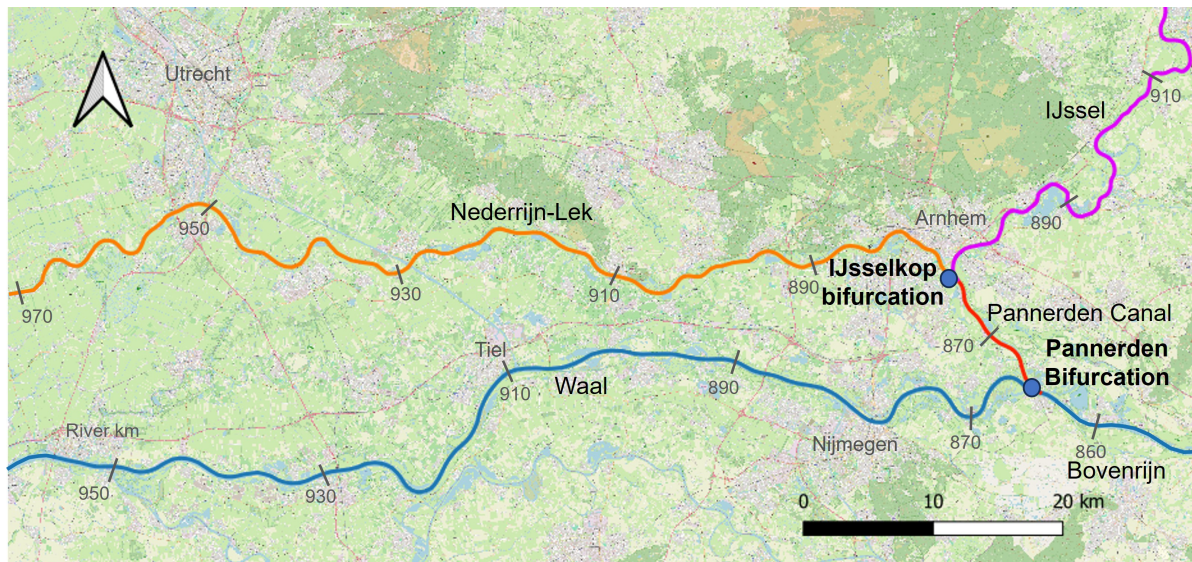 Utrecht
IJssel
910
950
Nederrijn-Lek
Arnhem
890
930
910
890
IJsselkop
bifurcation
970
Pannerden Canal
870
Pannerden
Bifurcation
Tiel
910
Waal
890
River km
Nijmegen
870
860
Bovenrijn
950
930
0 10 20 km